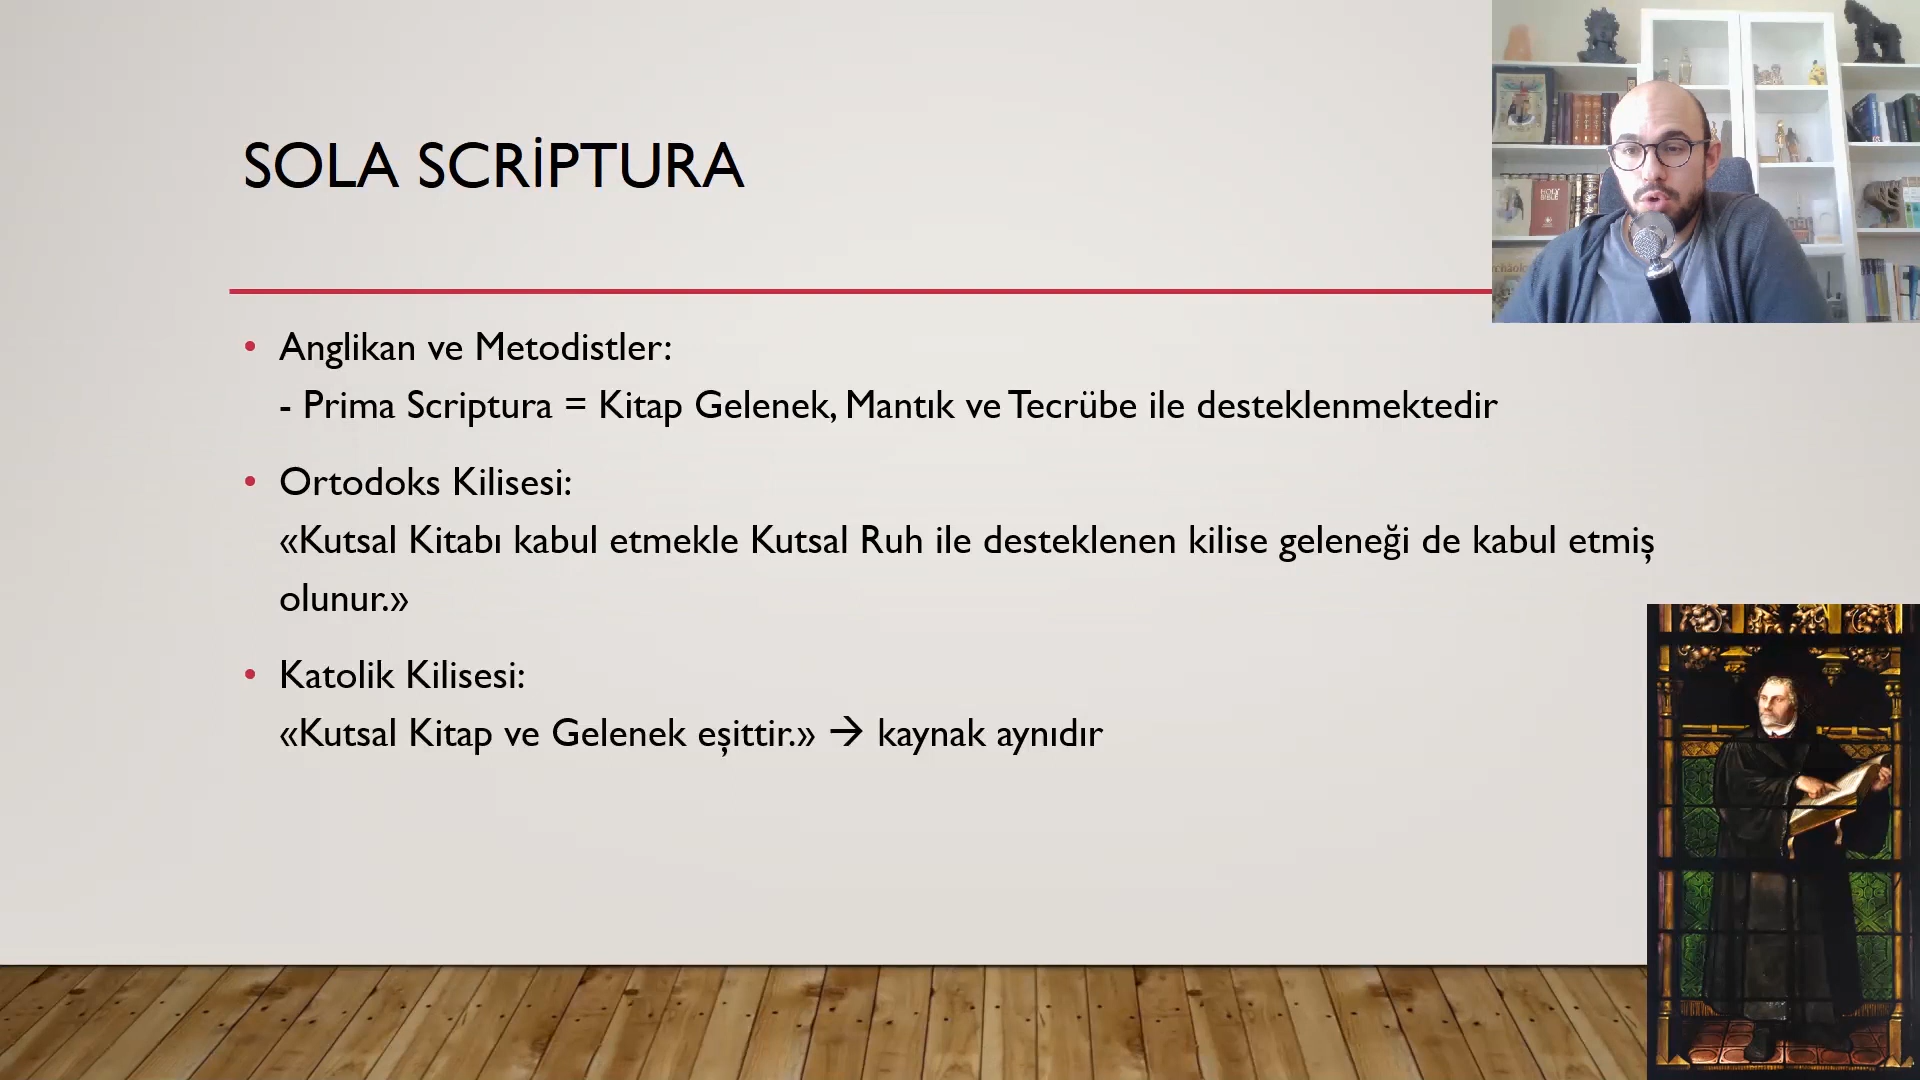 SOLA SCRİPTURA
• Anglikan ve Metodistler:
- Prima Scriptura = Kitap Gelenek, Mantık ve Tecrübe ile desteklenmektedir
• Ortodoks Kilisesi:
«Kutsal Kitabı kabul etmekle Kutsal Ruh ile desteklenen kilise geleneği de kabul etmiş
olunur.»
• Katolik Kilisesi:
«Kutsal Kitap ve Gelenek eşittir.» → kaynak aynıdır
HOLY
BIBLE